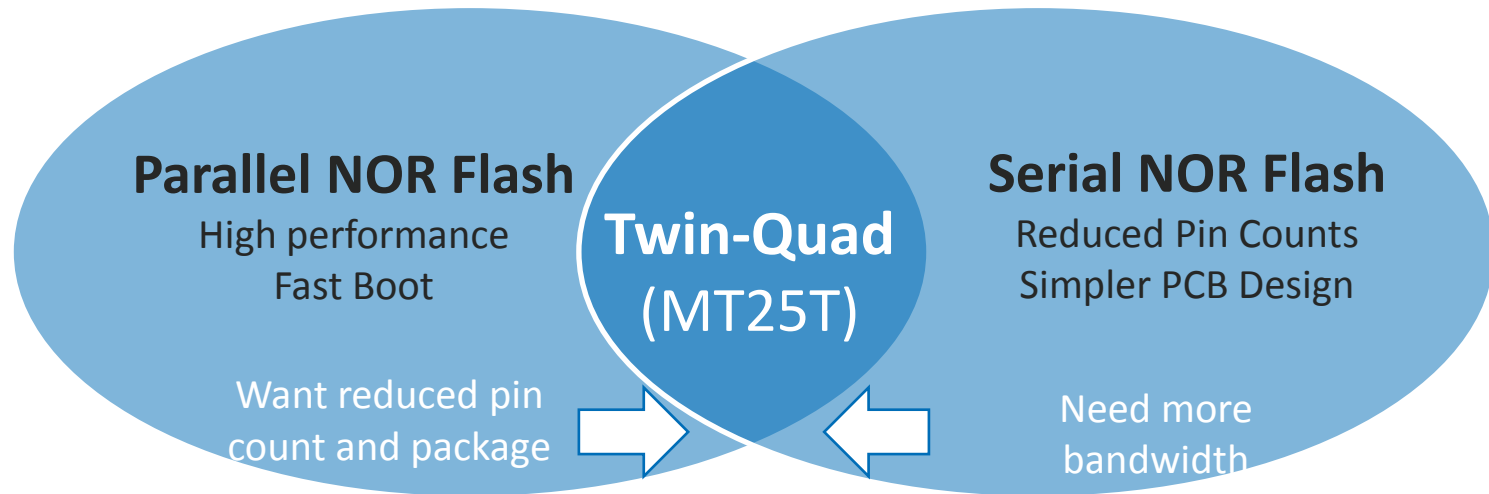 Parallel NOR Flash
High performance
Fast Boot
Want reduced pin
count and package
Twin-Quad
(MT25T)
Serial NOR Flash
Reduced Pin Counts
Simpler PCB Design
Need more
bandwidth